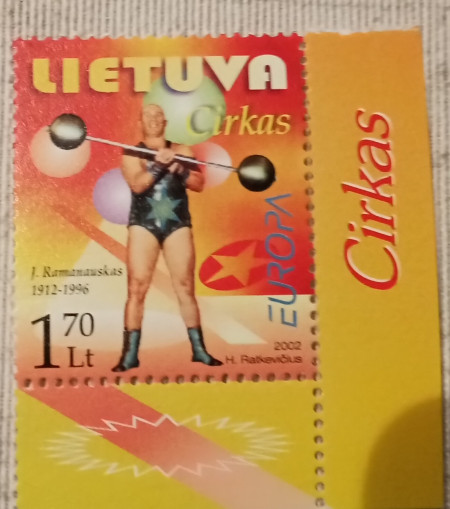 LIETUVA
Cirkas
J. Ramanauskas
1912-1996
1 70 Lt
EUROPA
2002
H. Ratkevičius
Cirkas